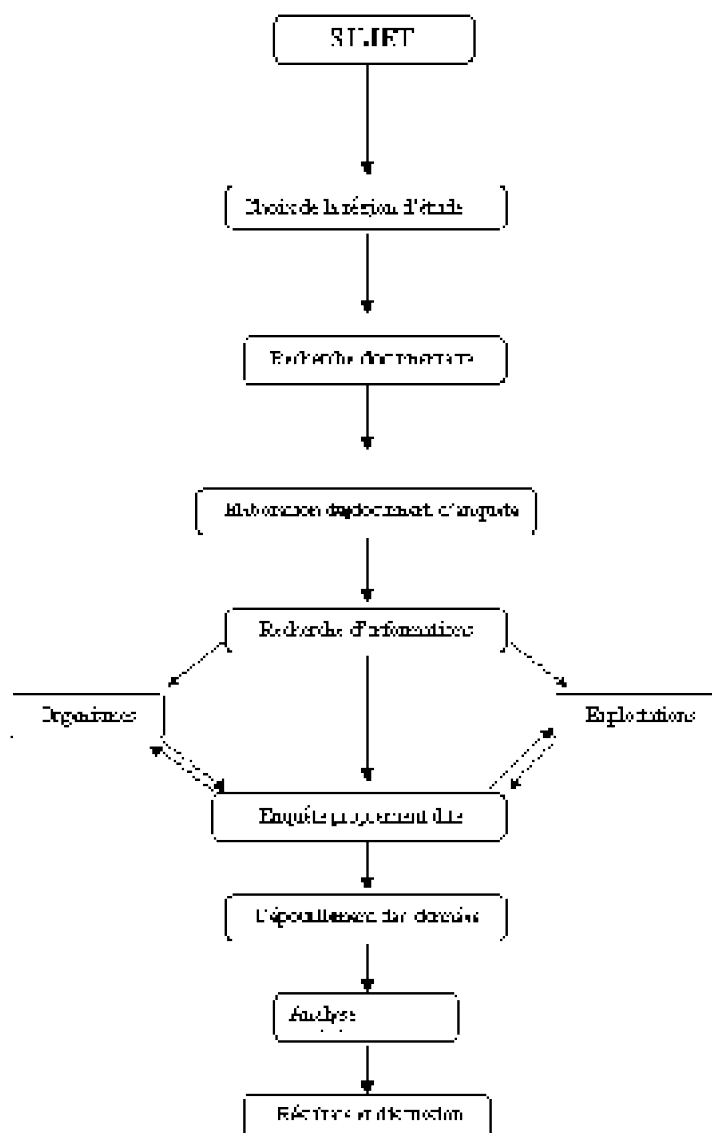 SUJET
Choix de la région d'étude
Recherche documentaire
Elaboration du document d'enquête
Recherche d'informations
Organismes
Exploitations
Enquête proprement dite
Dépouillement des données
Analyse
Résultats et discussion